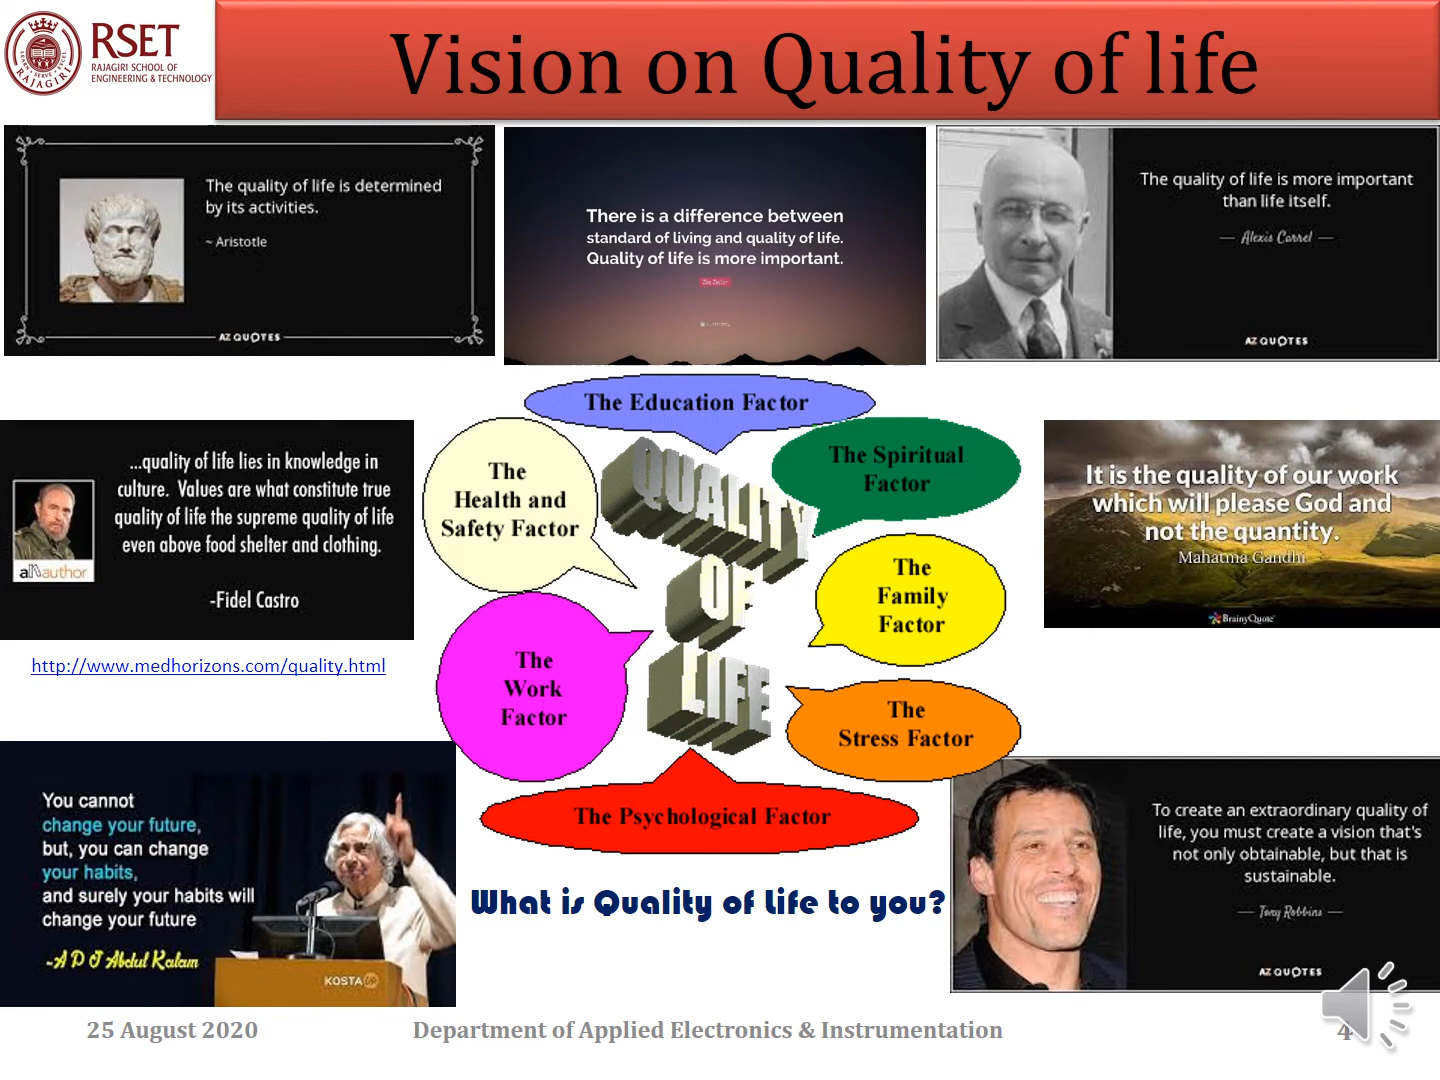 RSET
RAJAGIRI SCHOOL OF
ENGINEERING & TECHNOLOGY
RAJAGIRI
Vision on Quality of life
The quality of life is determined
by its activities.
~ Aristotle
AZ QUOTES
There is a difference between
standard of living and quality of life.
Quality of life is more important.
Zig Ziglar
The quality of life is more important
than life itself.
— Alexis Carrel —
AZ QUOTES
...quality of life lies in knowledge in
culture. Values are what constitute true
quality of life the supreme quality of life
even above food shelter and clothing.
-Fidel Castro
allauthor
http://www.medhorizons.com/quality.html
The Education Factor
The
Health and
Safety Factor
The Spiritual
Factor
QUALITY
OF
LIFE
The
Family
Factor
The
Work
Factor
The
Stress Factor
The Psychological Factor
It is the quality of our work
which will please God and
not the quantity.
Mahatma Gandhi
BrainyQuote
You cannot
change your future,
but, you can change
your habits,
and surely your habits will
change your future
~A P J Abdul Kalam
KOSTA
What is Quality of Life to you?
To create an extraordinary quality of
life, you must create a vision that's
not only obtainable, but that is
sustainable.
— Tony Robbins —
AZ QUOTES
25 August 2020
Department of Applied Electronics & Instrumentation
4